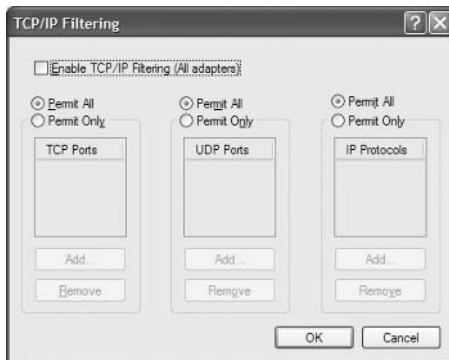 TCP/IP Filtering
Enable TCP/IP Filtering (All adapters)
Permit All Permit All Permit All
Permit Only Permit Only Permit Only
TCP Ports UDP Ports IP Protocols
Add... Add... Add...
Remove Remove Remove
OK Cancel